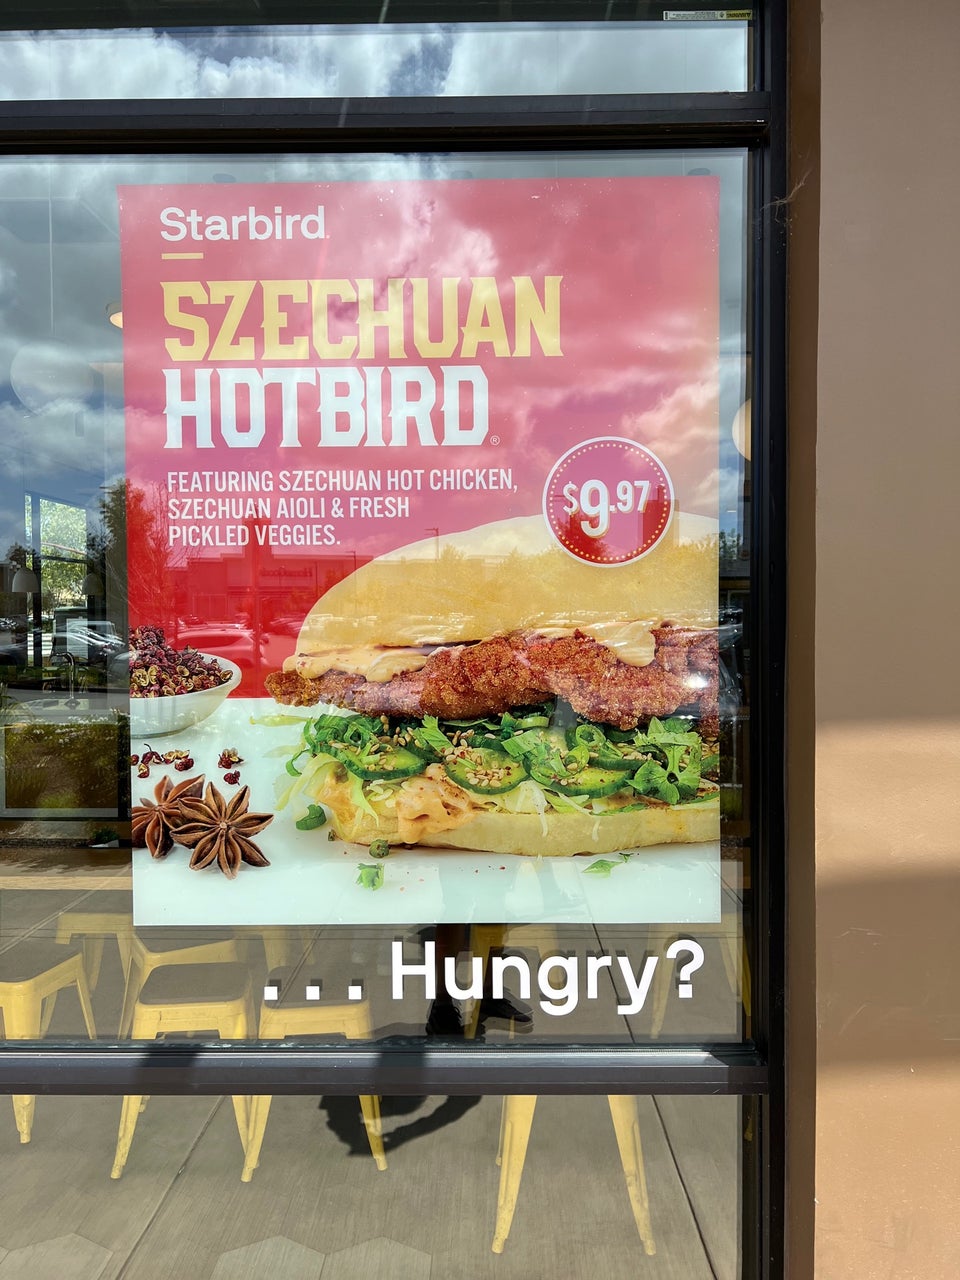 Starbird
SZECHUAN
HOTBIRD®
FEATURING SZECHUAN HOT CHICKEN,
SZECHUAN AIOLI & FRESH
PICKLED VEGGIES.
$9.97
... Hungry?